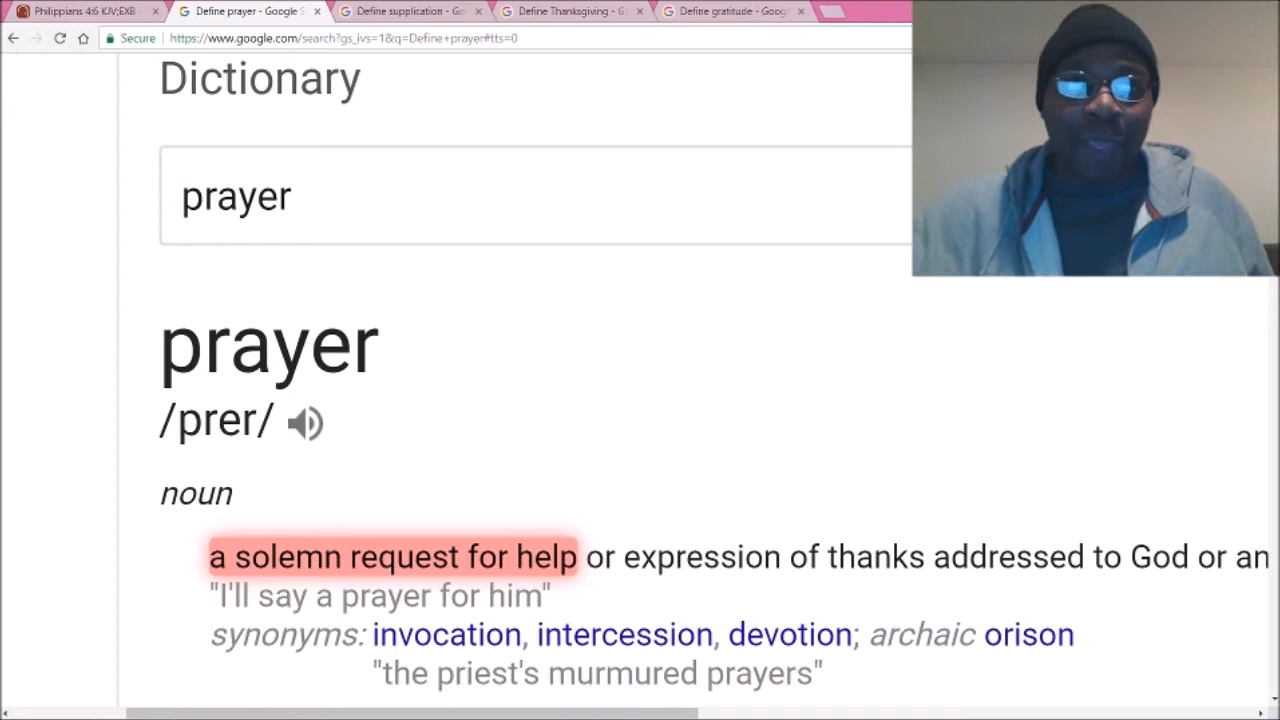 Philippians 4:6 KJV;EXB
Define prayer - Google S
Define supplication - Go
Define Thanksgiving - G
Define gratitude - Goog
Secure
https://www.google.com/search?gs_ivs=1&q=Define+prayer#tts=0
Dictionary
prayer
prayer
/prer/
noun
a solemn request for help or expression of thanks addressed to God or an
"I'll say a prayer for him"
synonyms: invocation, intercession, devotion; archaic orison
"the priest's murmured prayers"